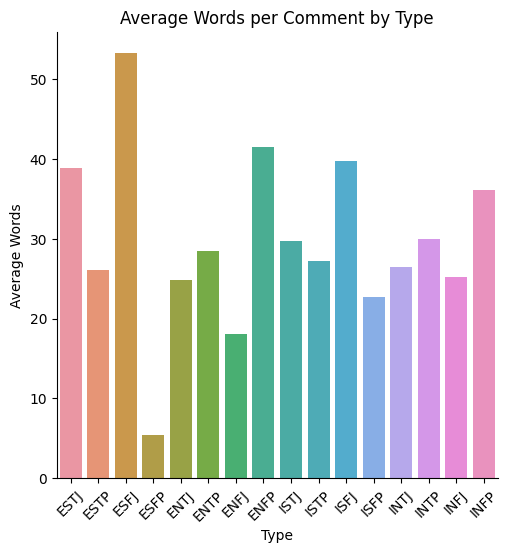 Average Words per Comment by Type
Average Words
50
40
30
20
10
0
ESTJ
ESTP
ESFJ
ESFP
ENTJ
ENTP
ENFJ
ENFP
ISTJ
ISTP
ISFJ
ISFP
INTJ
INTP
INFJ
INFP
Type